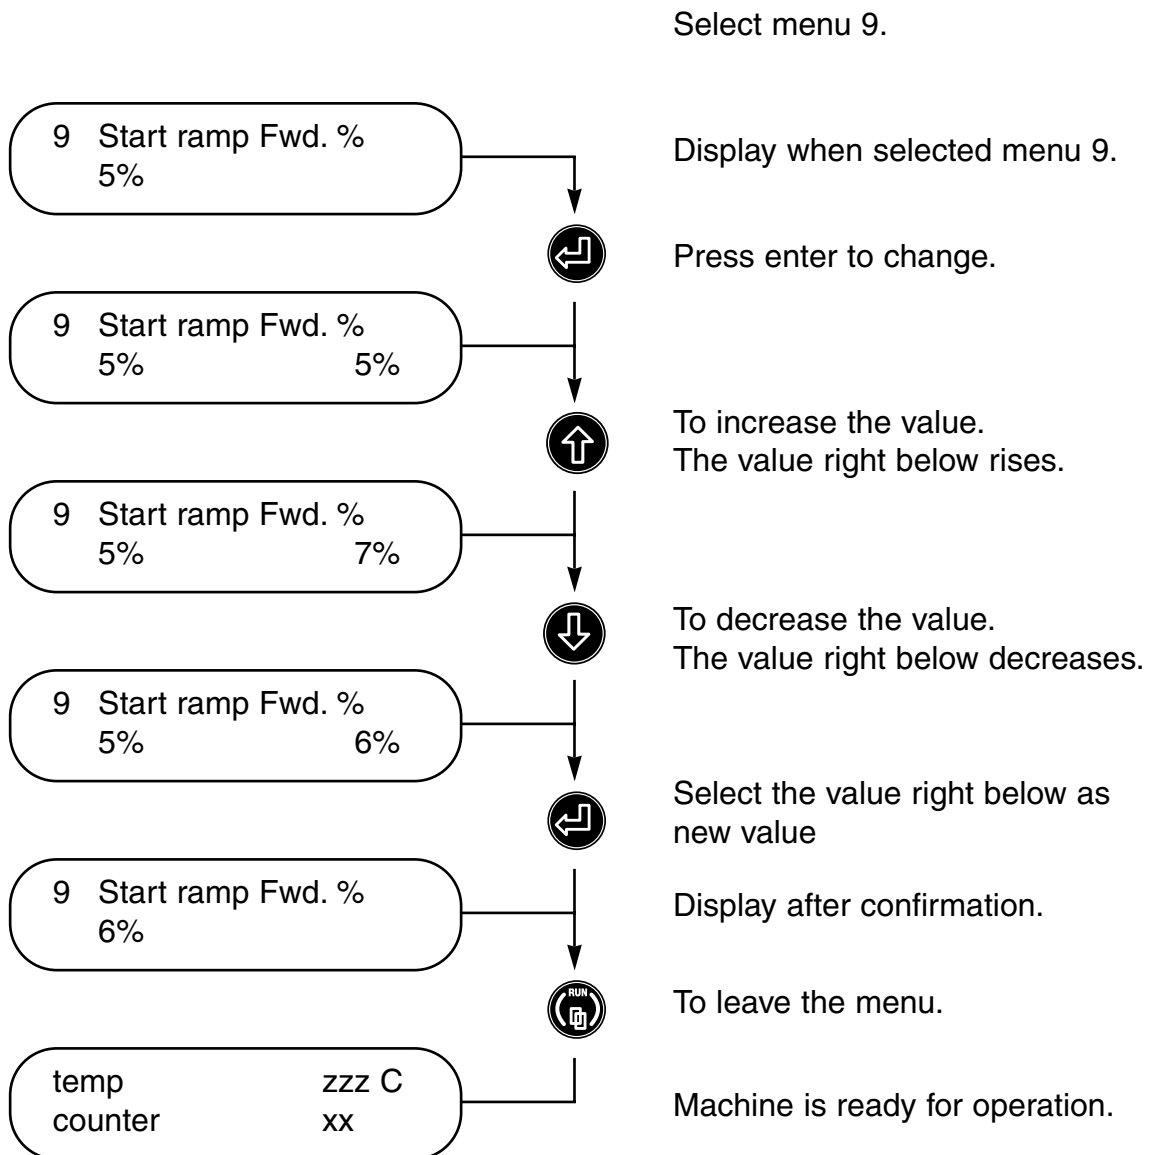 Select menu 9.
9 Start ramp Fwd. %
5%
Display when selected menu 9.
Press enter to change.
9 Start ramp Fwd. %
5% 5%
To increase the value.
The value right below rises.
9 Start ramp Fwd. %
5% 7%
To decrease the value.
The value right below decreases.
9 Start ramp Fwd. %
5% 6%
Select the value right below as
new value
9 Start ramp Fwd. %
6%
Display after confirmation.
RUN
To leave the menu.
temp zzz C
counter xx
Machine is ready for operation.